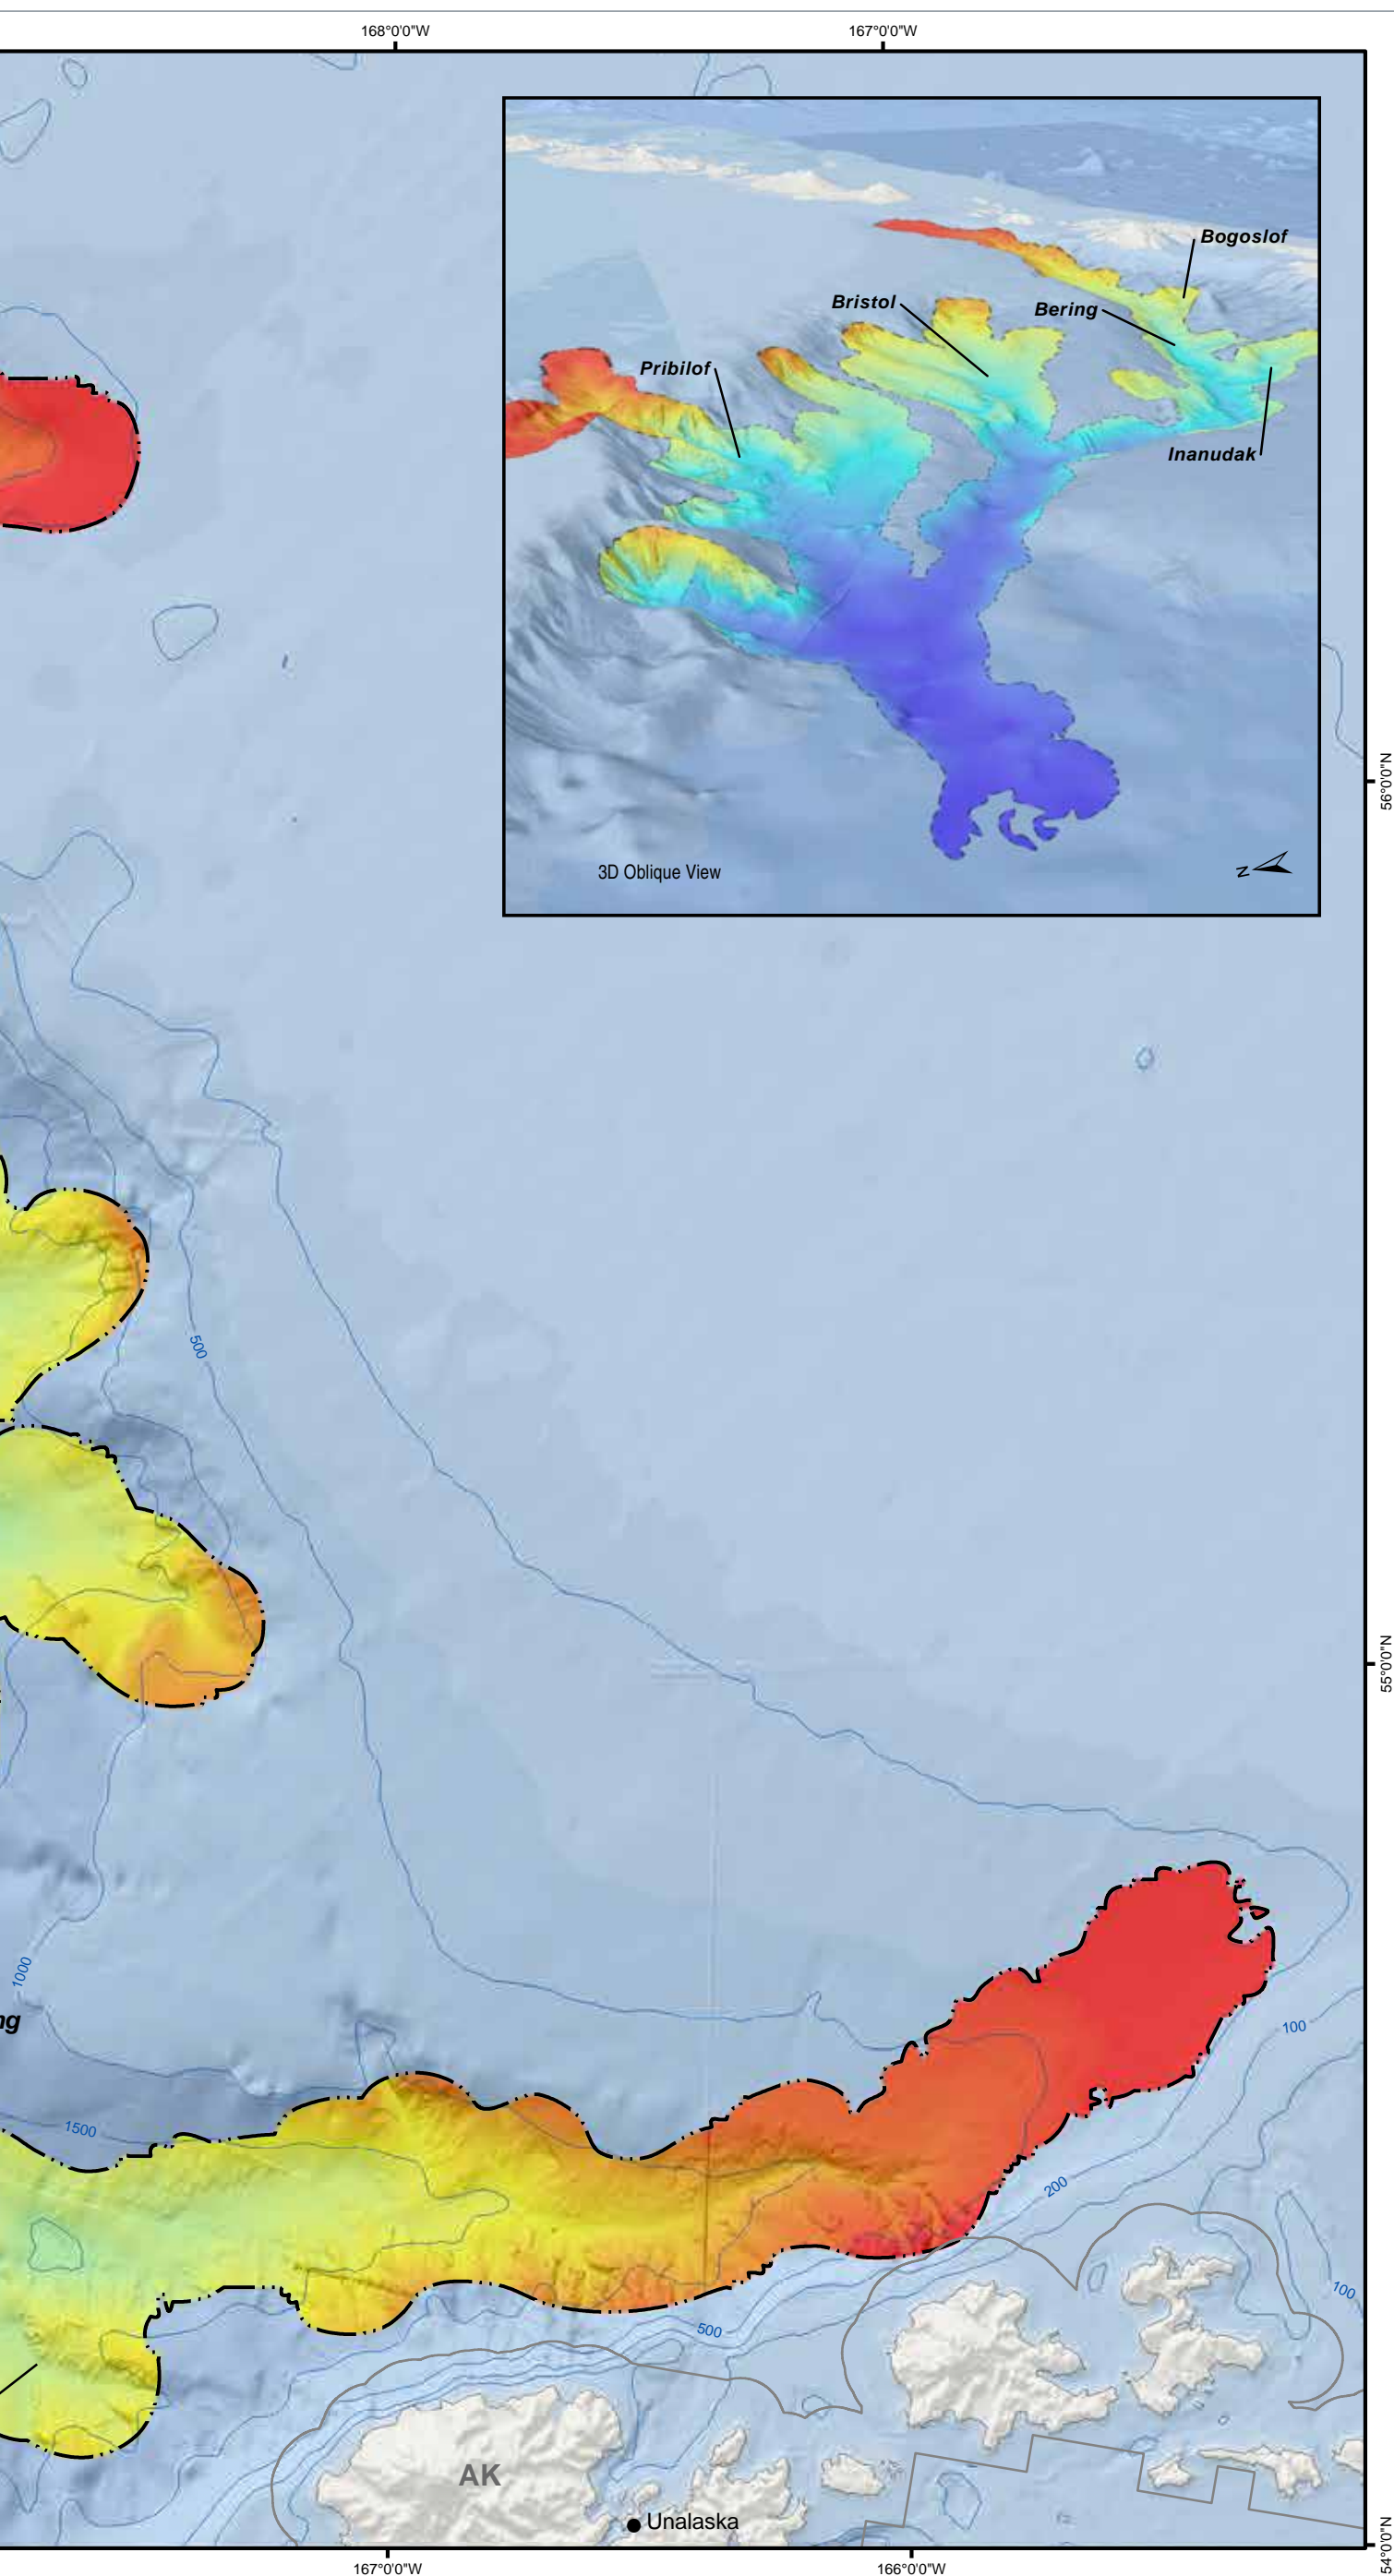 168°0'0"W
167°0'0"W
Bogoslof
Bristol
Bering
Pribilof
Inanudak
56°0'0"N
3D Oblique View
N
500
55°0'0"N
1000
ng
100
1500
200
100
500
AK
Unalaska
54°0'0"N
167°0'0"W
166°0'0"W